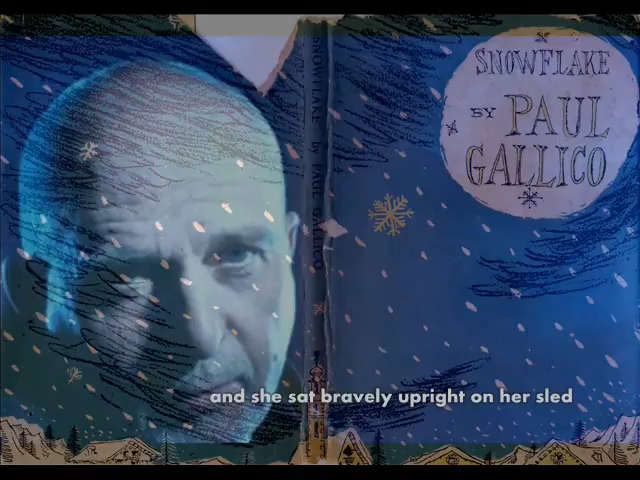 SNOWFLAKE
BY PAUL
GALLICO
SNOWFLAKE by PAUL GALLICO
and she sat bravely upright on her sled